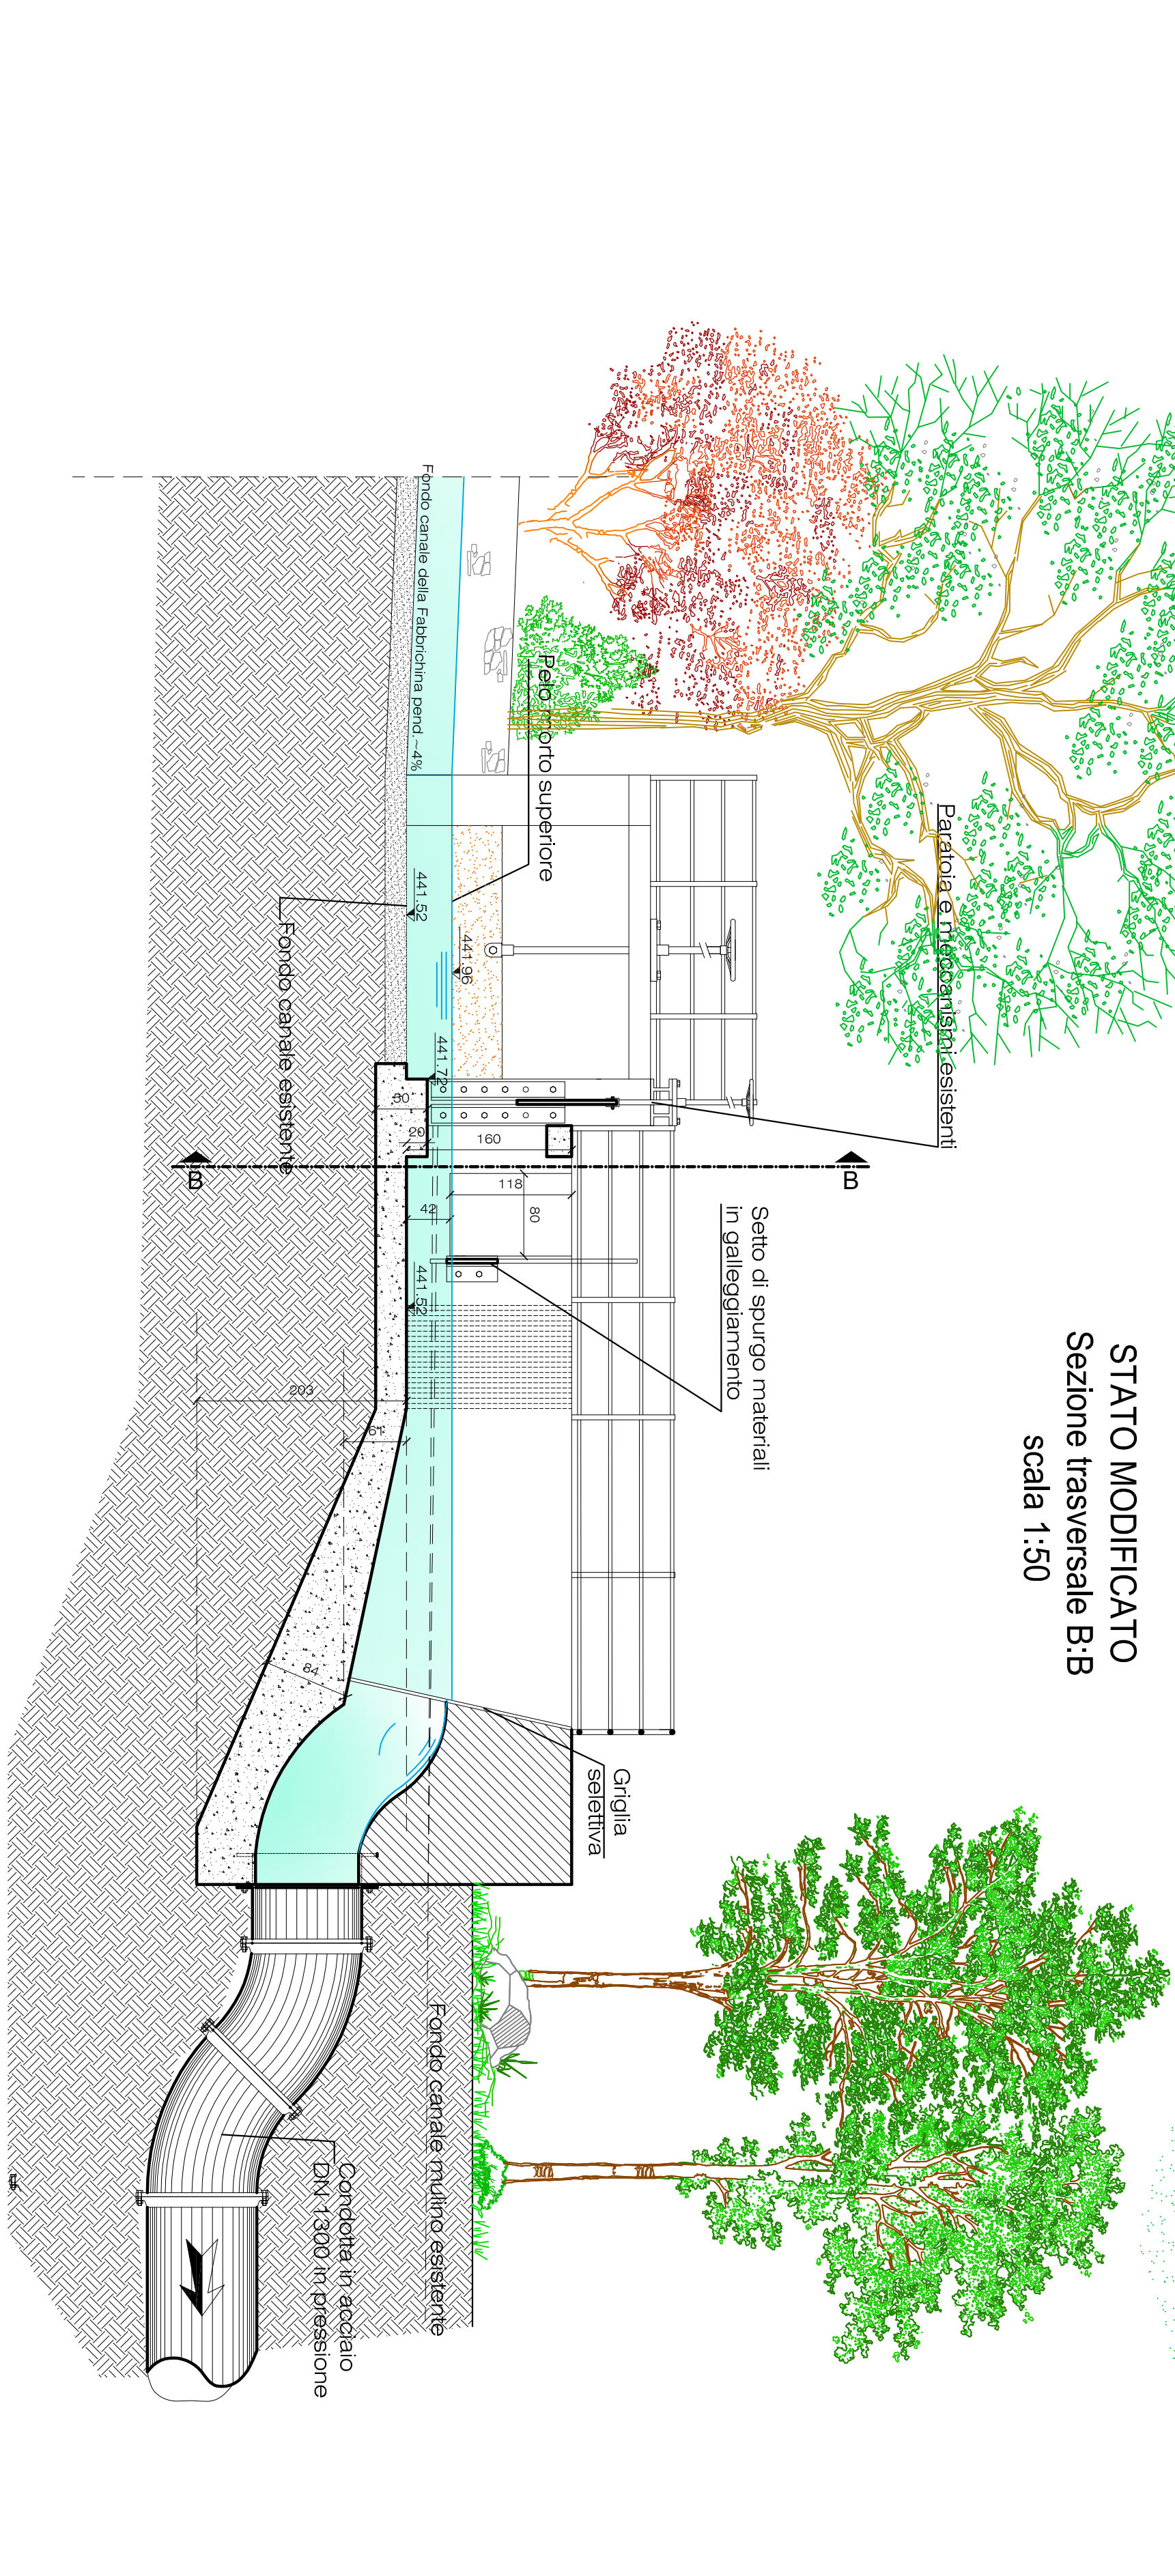 STATO MODIFICATO
Sezione trasversale B:B
scala 1:50
Paratoia e meccanismi esistenti
Setto di spurgo materiali
in galleggiamento
Pelo morto superiore
Griglia
selettiva
Fondo canale della Fabbrichina pend.~4%
441.52
441.96
441.72
30
20
160
118
80
42
441.52
B
B
203
61
84
Fondo canale esistente
Fondo canale mulino esistente
Condotta in acciaio
DN 1300 in pressione